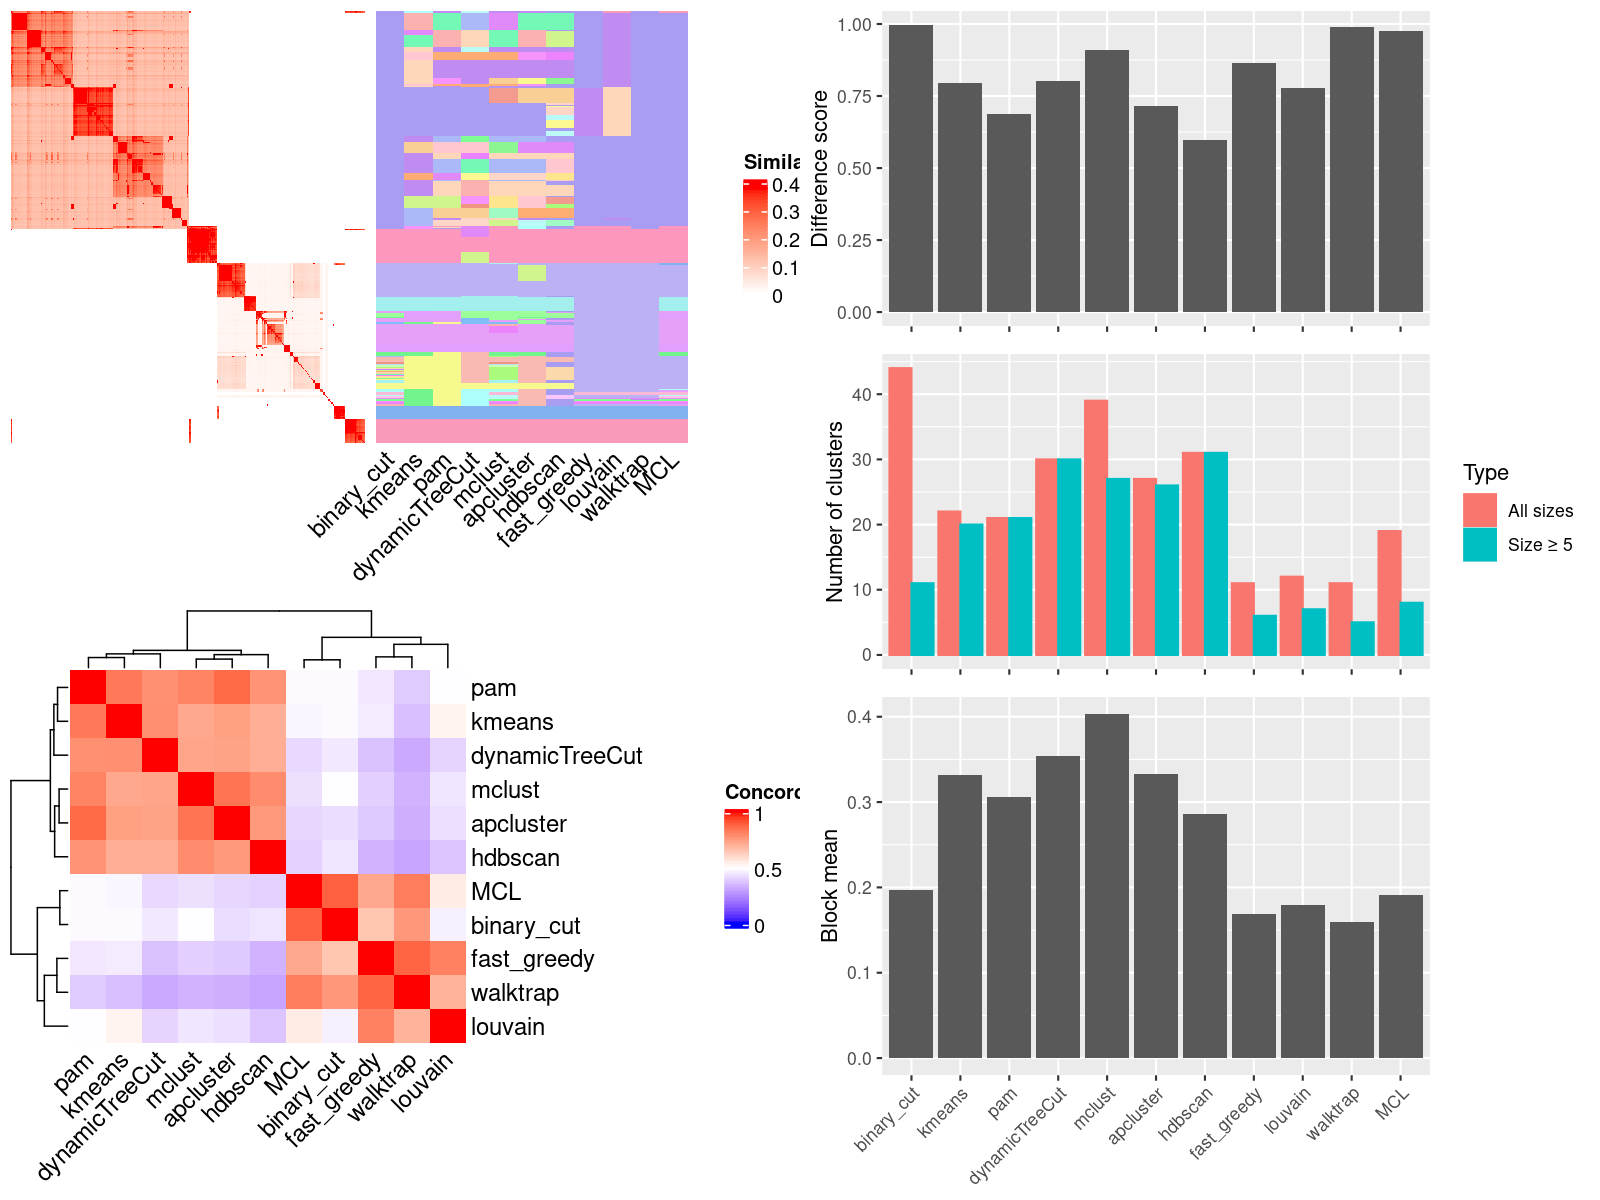 Simila
0.4
0.3
0.2
0.1
0
binary_cut
kmeans
pam
dynamicTreeCut
mclust
apcluster
hdbscan
fast_greedy
louvain
walktrap
MCL
Difference score
1.00
0.75
0.50
0.25
0.00
Number of clusters
40
30
20
10
0
Type
All sizes
Size ≥ 5
pam
kmeans
dynamicTreeCut
mclust
apcluster
hdbscan
MCL
binary_cut
fast_greedy
walktrap
louvain
pam
kmeans
dynamicTreeCut
mclust
apcluster
hdbscan
MCL
binary_cut
fast_greedy
walktrap
louvain
Concord
1
0.5
0
Block mean
0.4
0.3
0.2
0.1
0.0
binary_cut
kmeans
pam
dynamicTreeCut
mclust
apcluster
hdbscan
fast_greedy
louvain
walktrap
MCL